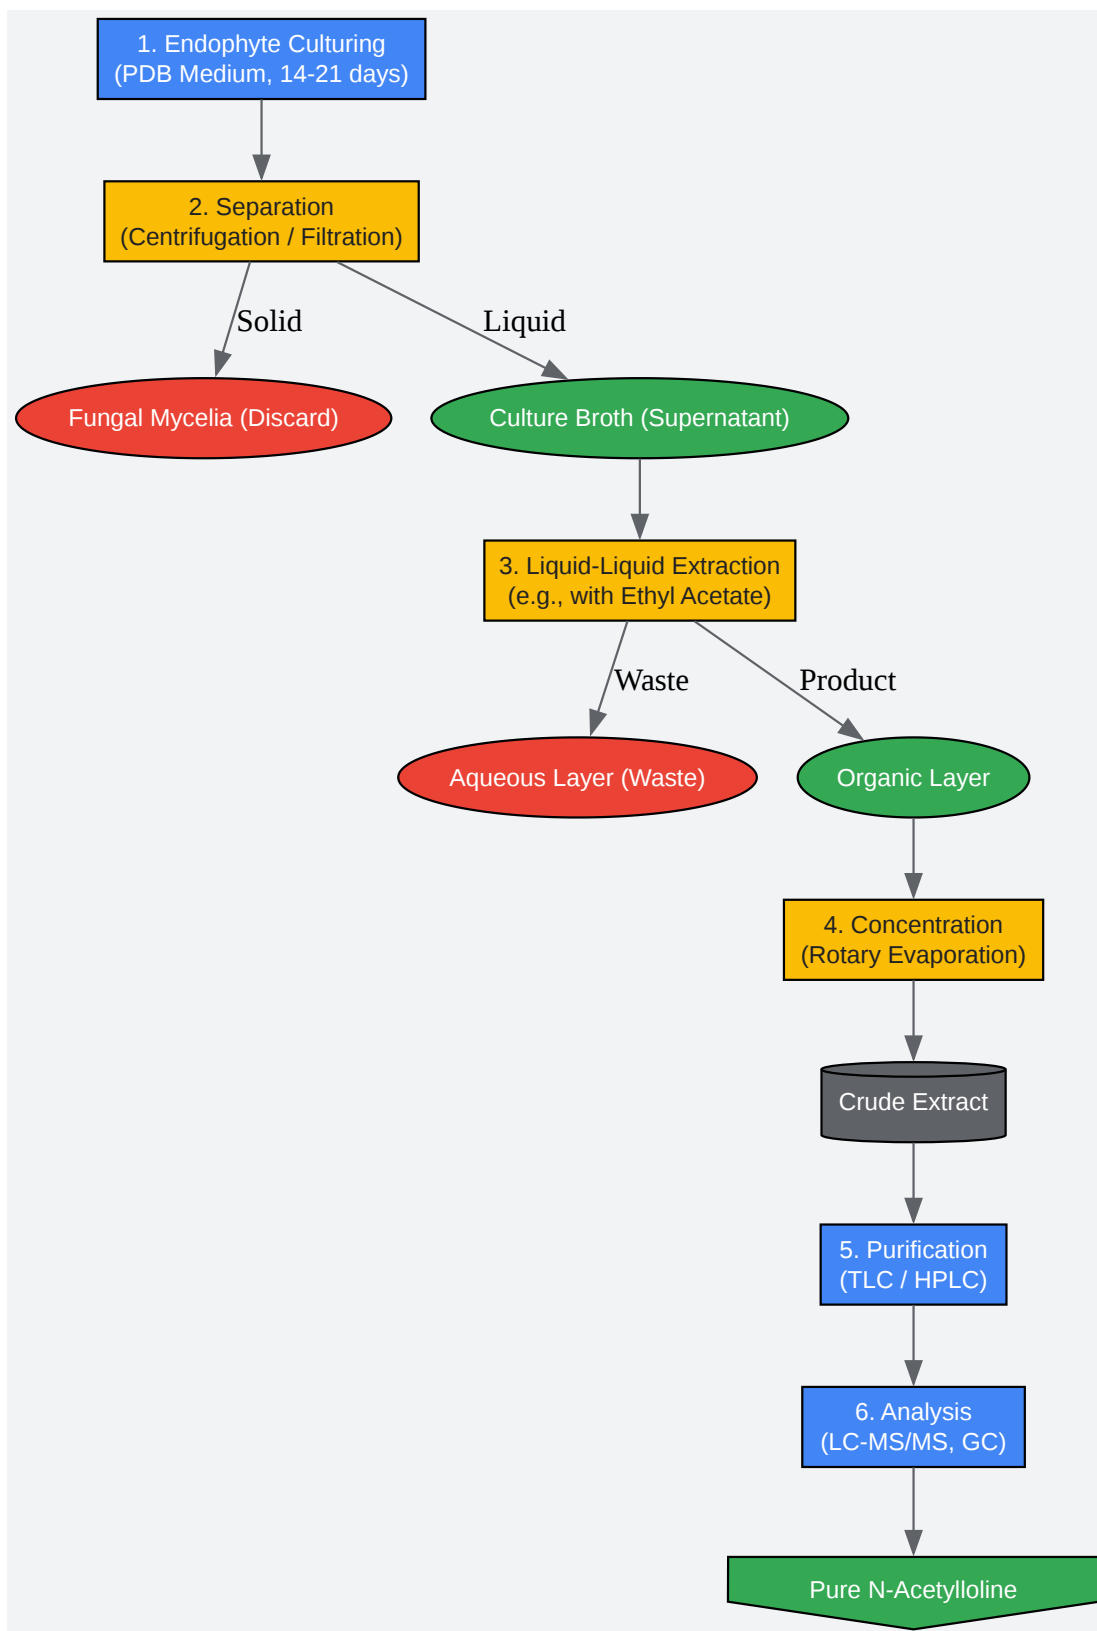 1. Endophyte Culturing
(PDB Medium, 14-21 days)
2. Separation
(Centrifugation / Filtration)
Solid
Liquid
Fungal Mycelia (Discard)
Culture Broth (Supernatant)
3. Liquid-Liquid Extraction
(e.g., with Ethyl Acetate)
Waste
Product
Aqueous Layer (Waste)
Organic Layer
4. Concentration
(Rotary Evaporation)
Crude Extract
5. Purification
(TLC / HPLC)
6. Analysis
(LC-MS/MS, GC)
Pure N-Acetylloline